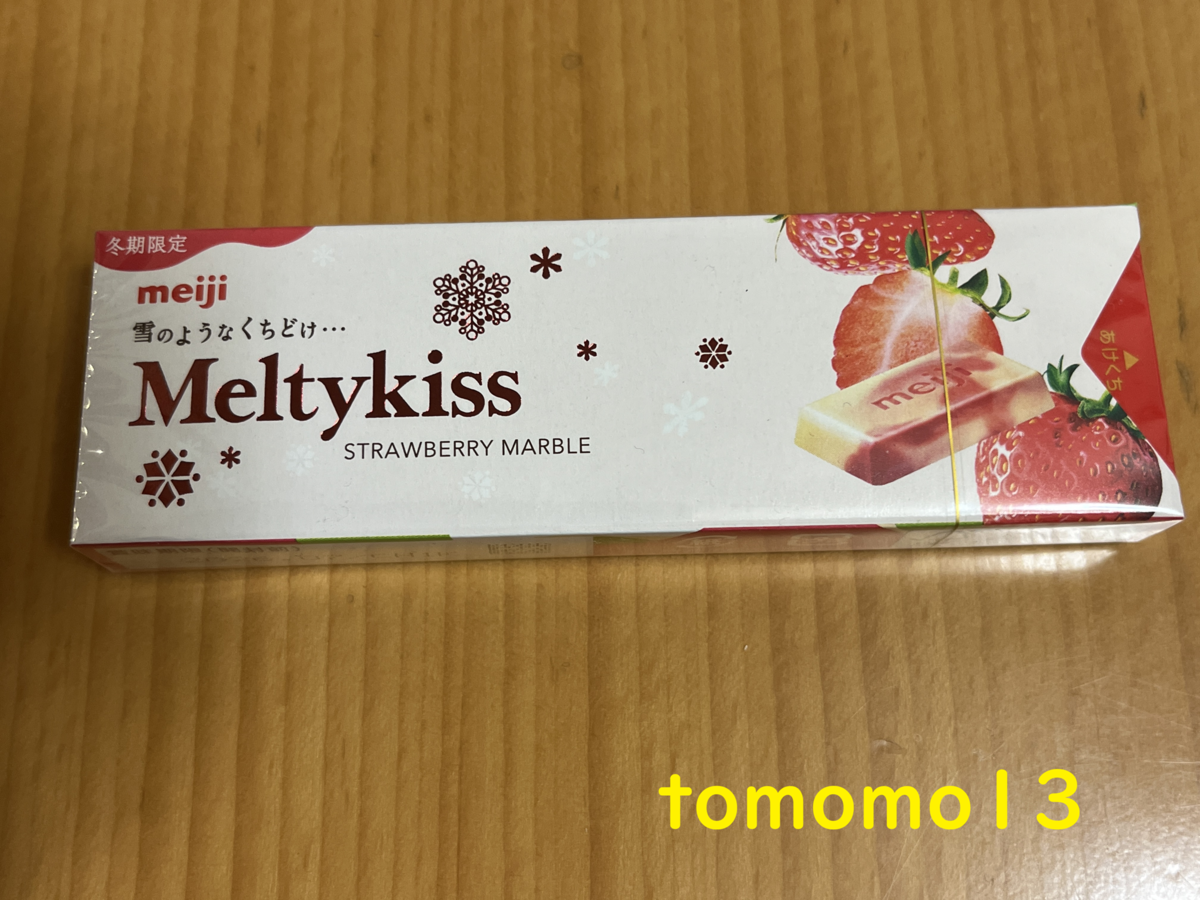 冬期限定
meiji
雪のようなくちどけ…
Meltykiss
STRAWBERRY MARBLE
meiji
あけくち
tomomo13